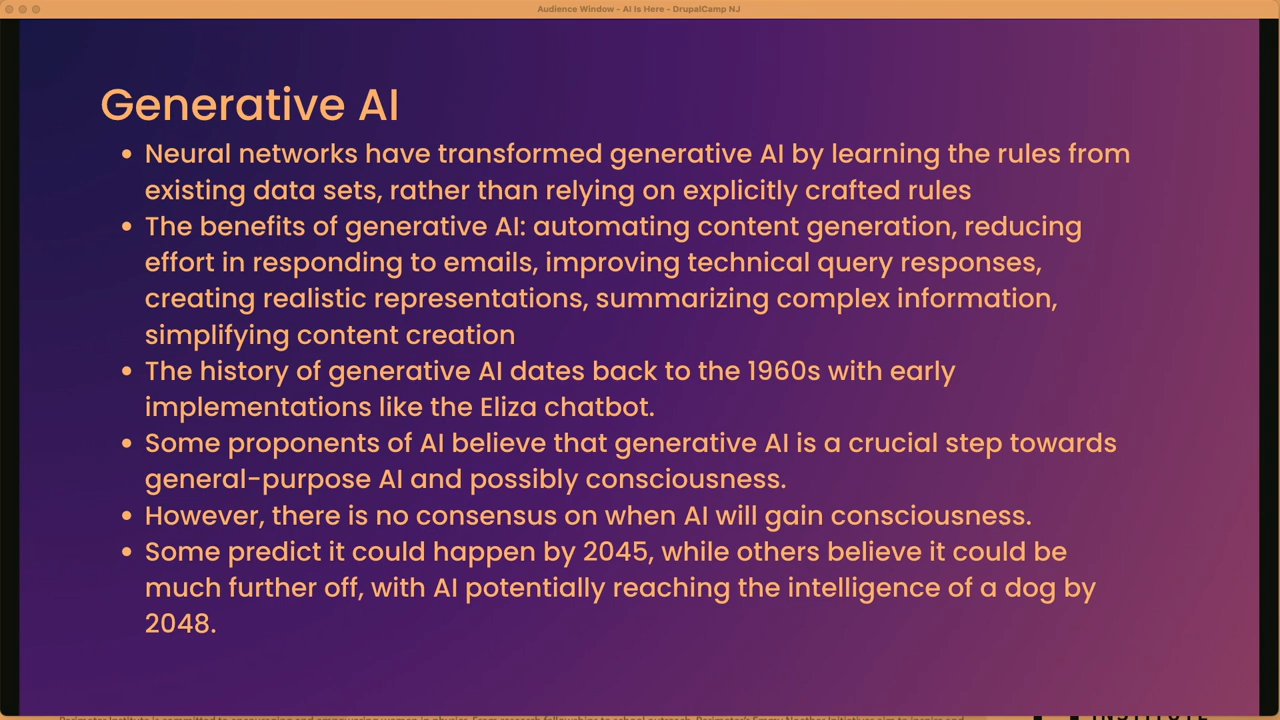 Audience Window - AI Is Here - DrupalCamp NJ
Generative AI
• Neural networks have transformed generative AI by learning the rules from
existing data sets, rather than relying on explicitly crafted rules
• The benefits of generative AI: automating content generation, reducing
effort in responding to emails, improving technical query responses,
creating realistic representations, summarizing complex information,
simplifying content creation
• The history of generative AI dates back to the 1960s with early
implementations like the Eliza chatbot.
• Some proponents of AI believe that generative AI is a crucial step towards
general-purpose AI and possibly consciousness.
• However, there is no consensus on when AI will gain consciousness.
• Some predict it could happen by 2045, while others believe it could be
much further off, with AI potentially reaching the intelligence of a dog by
2048.